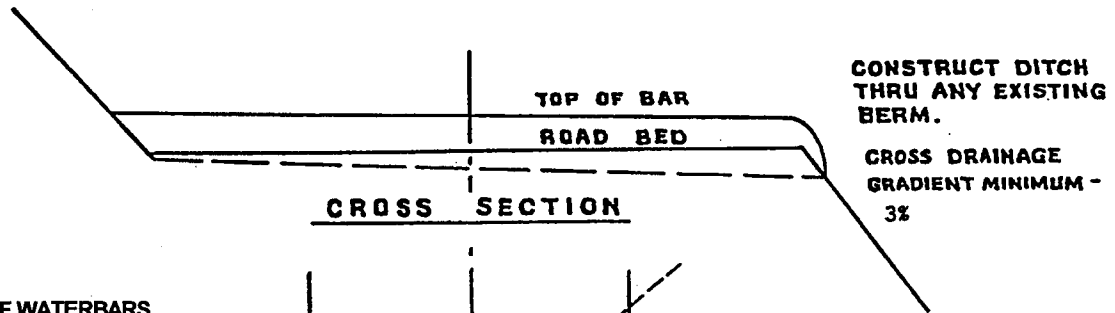 CONSTRUCT DITCH
THRU ANY EXISTING
BERM.
TOP OF BAR
ROAD BED
CROSS DRAINAGE
GRADIENT MINIMUM -
3%
CROSS SECTION
WATERBARS